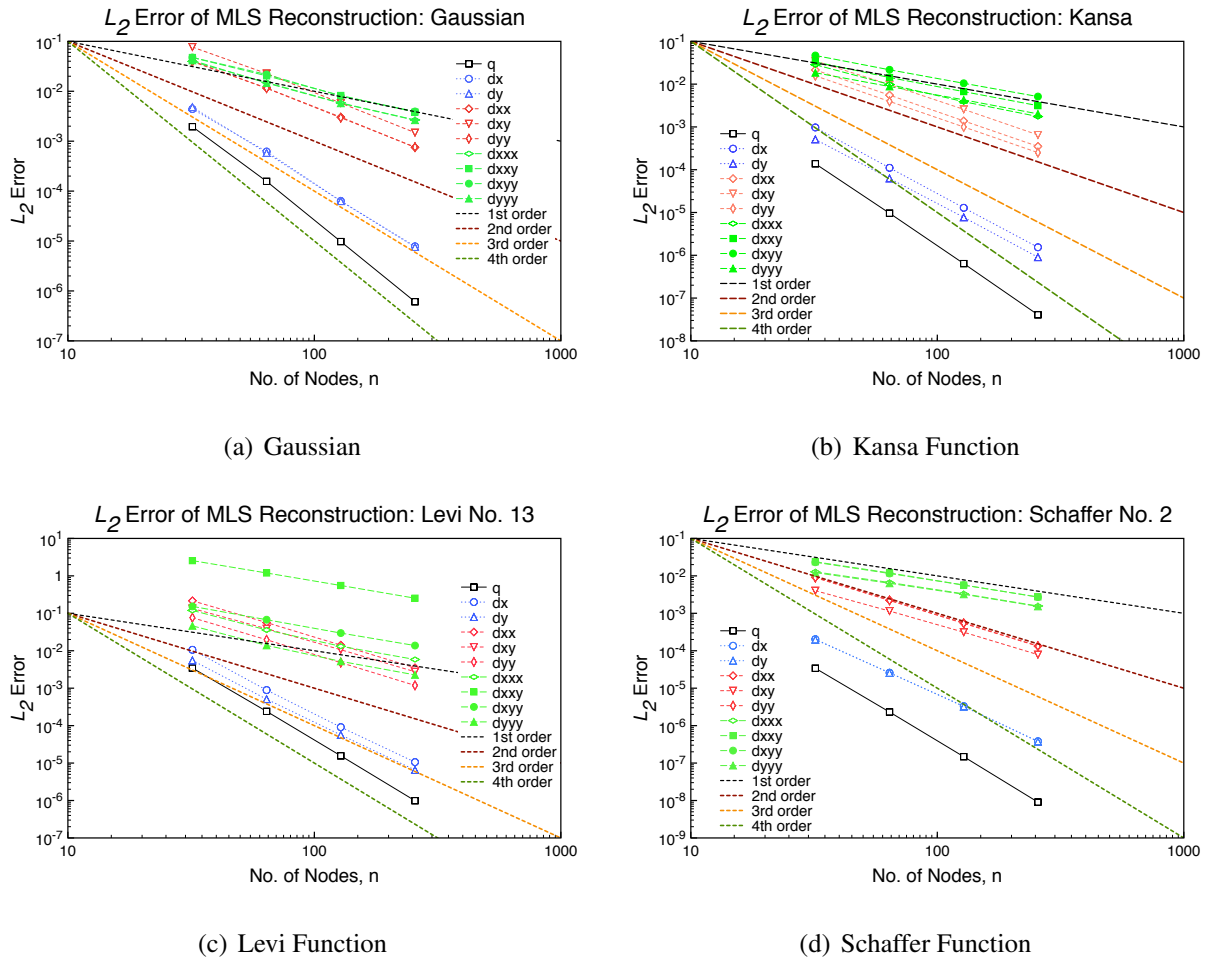 L2 Error of MLS Reconstruction: Gaussian
10-1
10-2
10-3
10-4
10-5
10-6
10-7
L2 Error
10
100
1000
No. of Nodes, n
q
dx
dy
dxx
dxy
dyy
dxxx
dxxy
dxyy
dyyy
1st order
2nd order
3rd order
4th order
(a) Gaussian
L2 Error of MLS Reconstruction: Kansa
10-1
10-2
10-3
10-4
10-5
10-6
10-7
10-8
L2 Error
10
100
1000
No. of Nodes, n
q
dx
dy
dxx
dxy
dyy
dxxx
dxxy
dxyy
dyyy
1st order
2nd order
3rd order
4th order
(b) Kansa Function
L2 Error of MLS Reconstruction: Levi No. 13
101
1
10-1
10-2
10-3
10-4
10-5
10-6
10-7
L2 Error
10
100
1000
No. of Nodes, n
q
dx
dy
dxx
dxy
dyy
dxxx
dxxy
dxyy
dyyy
1st order
2nd order
3rd order
4th order
(c) Levi Function
L2 Error of MLS Reconstruction: Schaffer No. 2
10-1
10-2
10-3
10-4
10-5
10-6
10-7
10-8
10-9
L2 Error
10
100
1000
No. of Nodes, n
q
dx
dy
dxx
dxy
dyy
dxxx
dxxy
dxyy
dyyy
1st order
2nd order
3rd order
4th order
(d) Schaffer Function